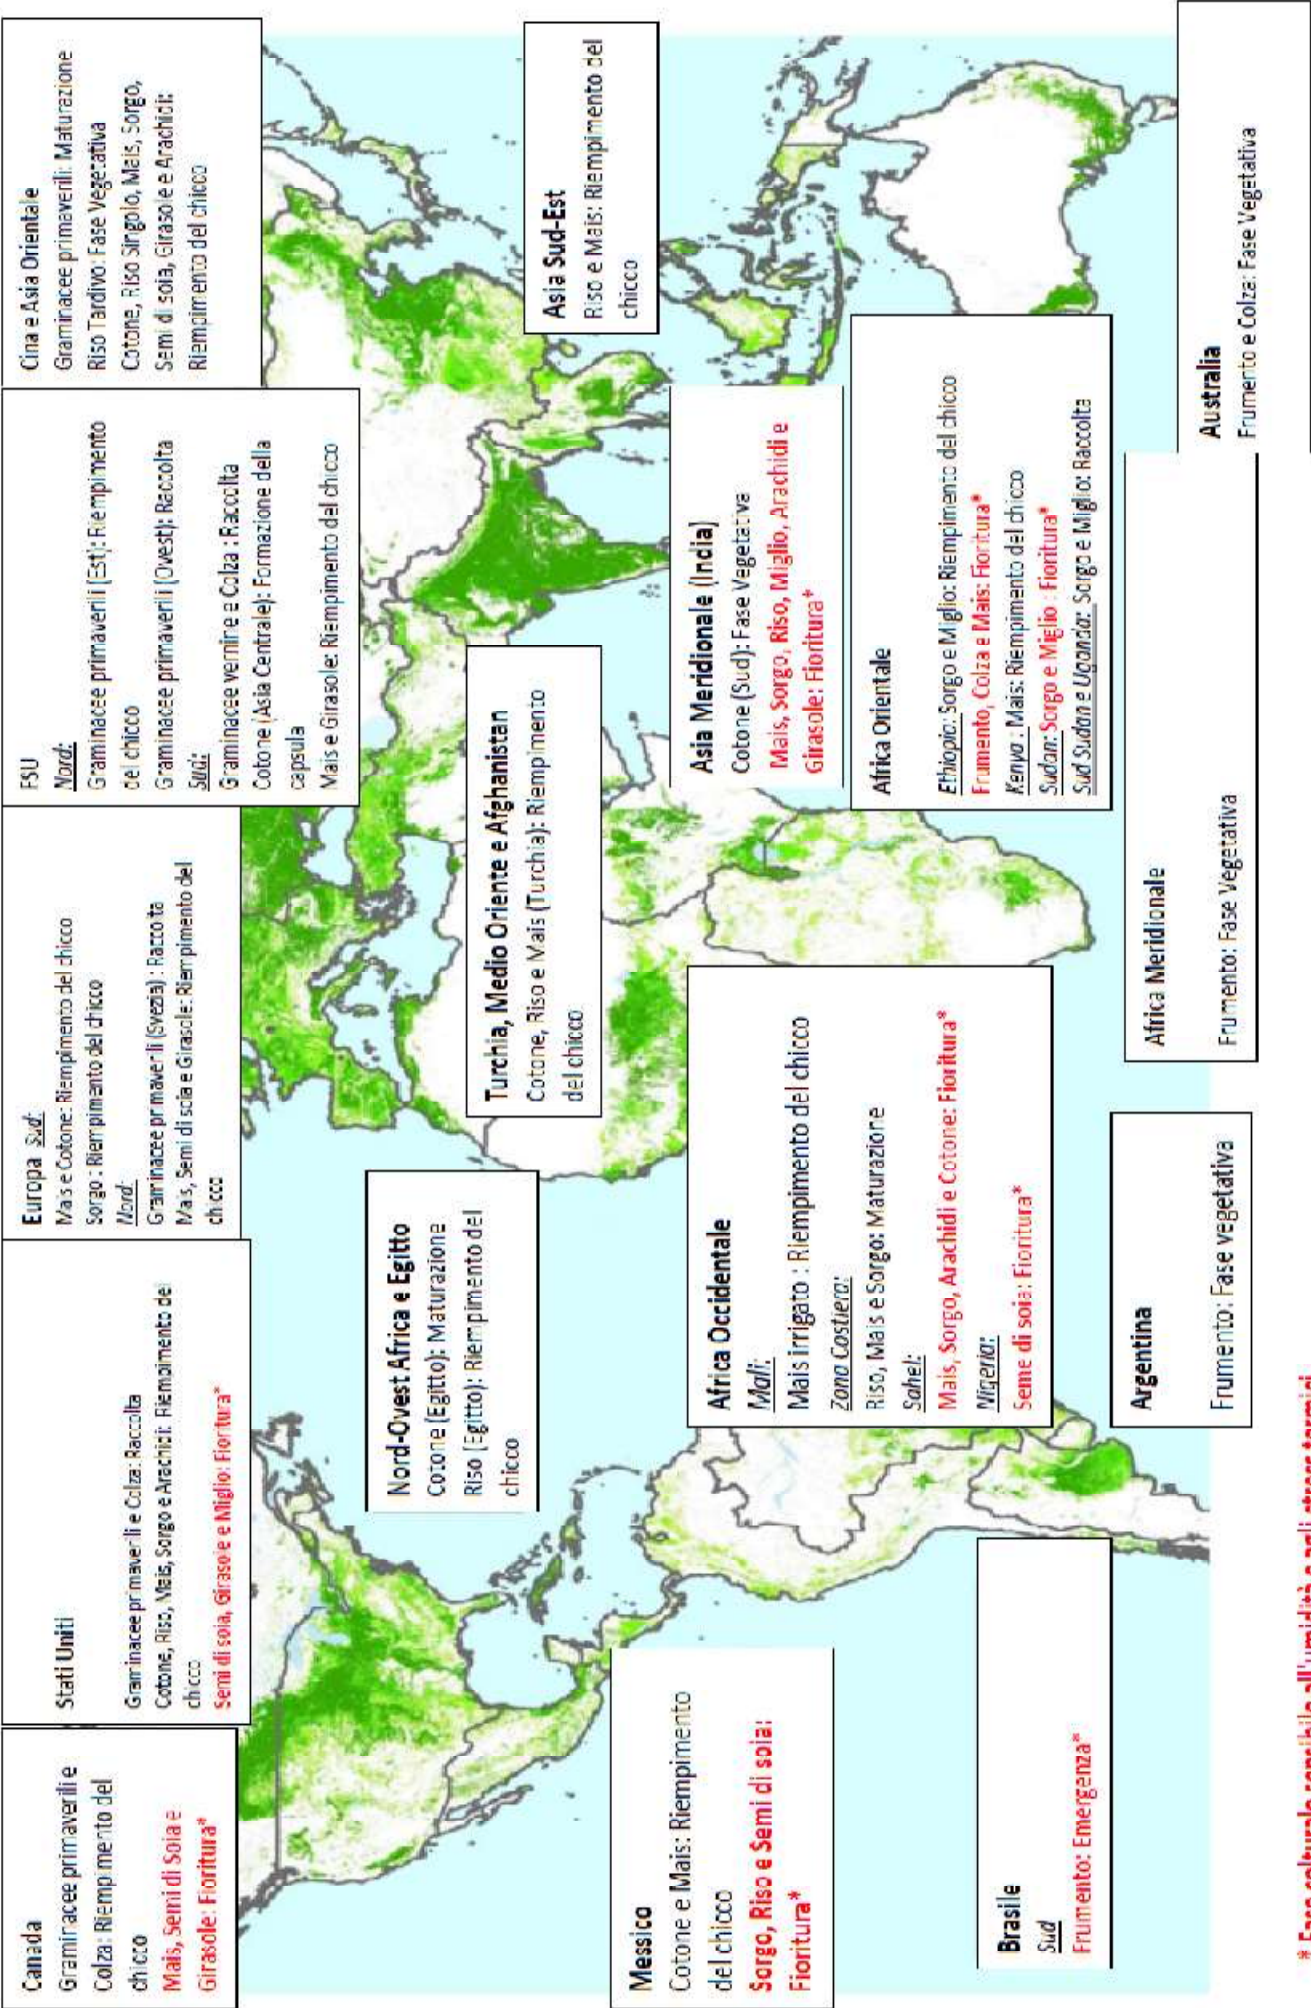 Canada
Graminacee primaverili e
Colza: Riempimento del
chicco
Mais, Semi di Soia e
Girasole: Fioritura*
Stati Uniti
Graminacee primaverili e Colza: Raccolta
Cotone, Riso, Mais, Sorgo e Arachidi: Riempimento del
chicco
Semi di soia, Girasole e Miglio: Fioritura*
Europa Sud:
Mais e Cotone: Riempimento del chicco
Sorgo : Riempimanto del chicco
Nord:
Graminacee primaverili (Svezia) : Raccolta
Mais, Semi di soia e Girasole: Riempimento del
chicco
FSU
Nord:
Graminacee primaverili (Est): Riempimento
del chicco
Graminacee primaverili (Ovest): Raccolta
Sud:
Graminacee vernine e Colza : Raccolta
Cotone (Asia Centrale): Formazione della
capsula
Mais e Girasole: Riempimento del chicco
Cina e Asia Orientale
Graminacee primaverili: Maturazione
Riso Tardivo: Fase Vegetativa
Cotone, Riso Singolo, Mais, Sorgo,
Semi di soia, Girasole e Arachidi:
Riempimento del chicco
Nord-Ovest Africa e Egitto
Cotone (Egitto): Maturazione
Riso (Egitto): Riempimento del
chicco
Turchia, Medio Oriente e Afghanistan
Cotone, Riso e Mais (Turchia): Riempimento
del chicco
Asia Sud-Est
Riso e Mais: Riempimento del
chicco
Messico
Cotone e Mais: Riempimento
del chicco
Sorgo, Riso e Semi di soia:
Fioritura*
Africa Occidentale
Mali:
Mais irrigato : Riempimento del chicco
Zona Costiera:
Riso, Mais e Sorgo: Maturazione
Sahel:
Mais, Sorgo, Arachidi e Cotone: Fioritura*
Nigeria:
Seme di soia: Fioritura*
Asia Meridionale (India)
Cotone (Sud): Fase Vegetativa
Mais, Sorgo, Riso, Miglio, Arachidi e
Girasole: Fioritura*
Africa Orientale
Ethiopia: Sorgo e Miglio: Riempimento del chicco
Frumento, Colza e Mais: Fioritura*
Kenya : Mais: Riempimento del chicco
Sudan: Sorgo e Miglio : Fioritura*
Sud Sudan e Uganda: Sorgo e Miglio: Raccolta
Brasile
Sud
Frumento: Emergenza*
Argentina
Frumento: Fase vegetativa
Africa Meridionale
Frumento: Fase Vegetativa
Australia
Frumento e Colza: Fase Vegetativa
* Fase colturale sensibile all'umidità e agli stress termini